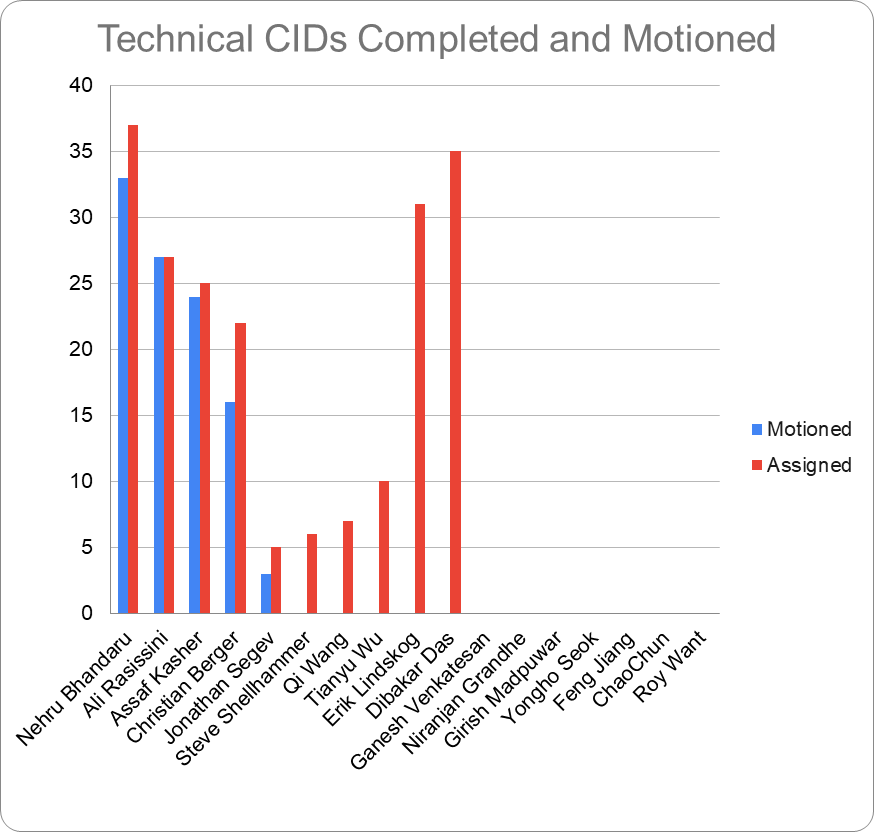 Technical CIDs Completed and Motioned
40
35
30
25
20
15
10
5
0
Motioned
Assigned
Nehru Bhandaru
Ali Rasissini
Assaf Kasher
Christian Berger
Jonathan Segev
Steve Shellhammer
Qi Wang
Tianyu Wu
Erik Lindskog
Dibakar Das
Ganesh Venkatesan
Niranjan Grandhe
Girish Madpuwar
Yongho Seok
Feng Jiang
ChaoChun
Roy Want